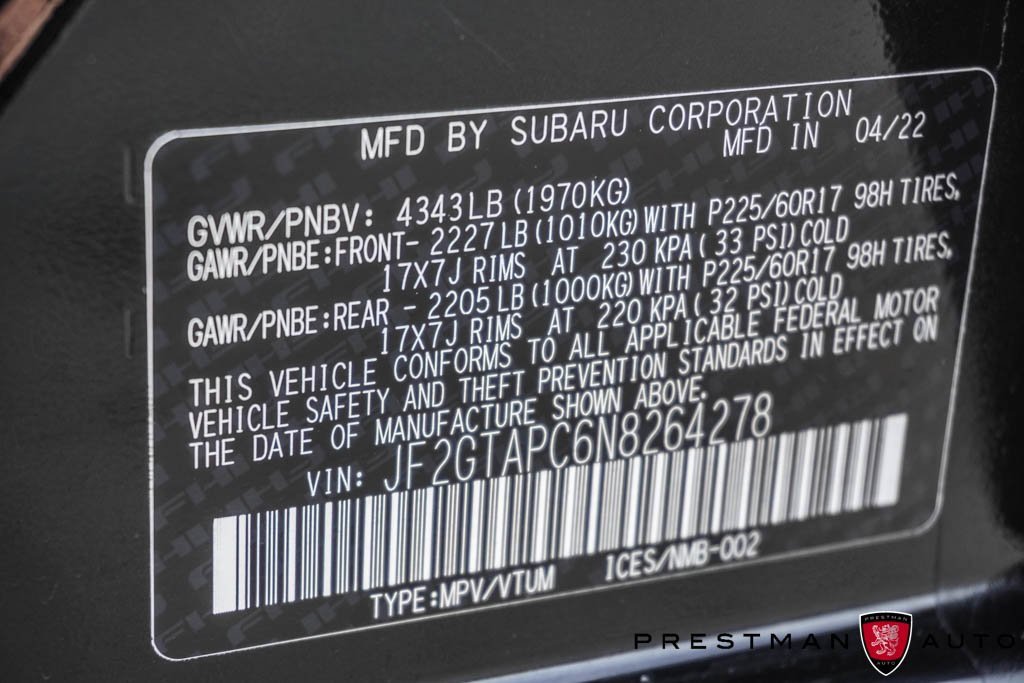 MFD BY SUBARU CORPORATION
MFD IN 04/22
GVWR/PNBV: 4343LB (1970KG)
GAWR/PNBE:FRONT- 2227LB (1010KG) WITH P225/60R17 98H TIRES,
17X7J RIMS AT 230 KPA ( 33 PSI) COLD
GAWR/PNBE:REAR - 2205LB (1000KG) WITH P225/60R17 98H TIRES,
17X7J RIMS AT 220 KPA ( 32 PSI) COLD
THIS VEHICLE CONFORMS TO ALL APPLICABLE FEDERAL MOTOR
VEHICLE SAFETY AND THEFT PREVENTION STANDARDS IN EFFECT ON
THE DATE OF MANUFACTURE SHOWN ABOVE.
VIN: JF2GTAPC6N8264278
TYPE:MPV/VTUM ICES/NMB-002
PRESTMAN AUTO
PRESTMAN
AUTO